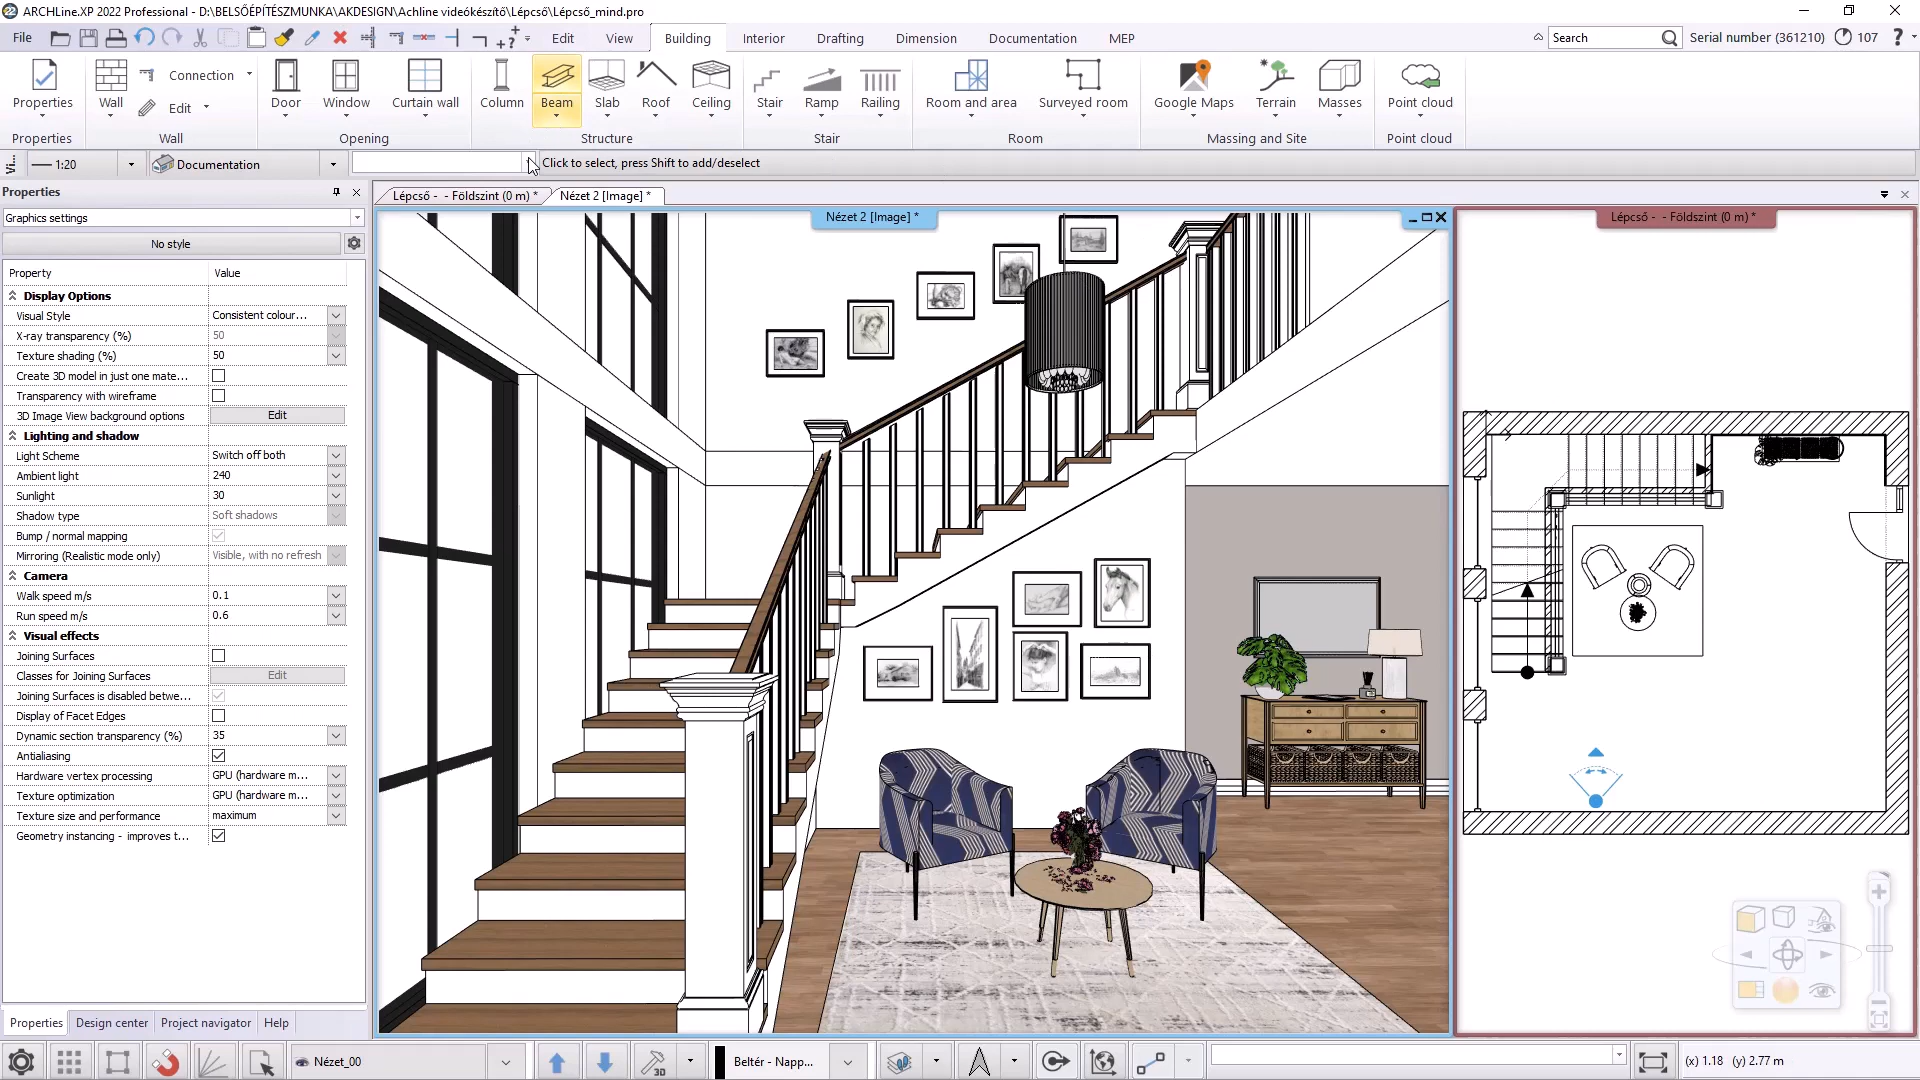 ARCHLine.XP 2022 Professional - D:\BELSŐÉPÍTÉSZMUNKA\AKDESIGN\Achline videókészítő\Lépcső\Lépcső_mind.pro
File Edit View Building Interior Drafting Dimension Documentation MEP Search Serial number (361210) 107 ?
Properties Wall Connection Edit Door Window Curtain wall Column Beam Slab Roof Ceiling Stair Ramp Railing Room and area Surveyed room Google Maps Terrain Masses Point cloud
Properties Wall Opening Structure Stair Room Massing and Site Point cloud
1:20 Documentation Click to select, press Shift to add/deselect
Properties
Lépcső - - Földszint (0 m) * Nézet 2 [Image] *
Graphics settings
Nézet 2 [Image] * Lépcső - - Földszint (0 m) *
No style
Property Value
Display Options
Visual Style Consistent colour...
X-ray transparency (%) 50
Texture shading (%) 50
Create 3D model in just one mate...
Transparency with wireframe
3D Image View background options Edit
Lighting and shadow
Light Scheme Switch off both
Ambient light 240
Sunlight 30
Shadow type Soft shadows
Bump / normal mapping
Mirroring (Realistic mode only) Visible, with no refresh
Camera
Walk speed m/s 0.1
Run speed m/s 0.6
Visual effects
Joining Surfaces
Classes for Joining Surfaces Edit
Joining Surfaces is disabled betwe...
Display of Facet Edges
Dynamic section transparency (%) 35
Antialiasing
Hardware vertex processing GPU (hardware m...
Texture optimization GPU (hardware m...
Texture size and performance maximum
Geometry instancing - improves t...
Properties Design center Project navigator Help
Nézet_00 3D Beltér - Napp... (x) 1.18 (y) 2.77 m